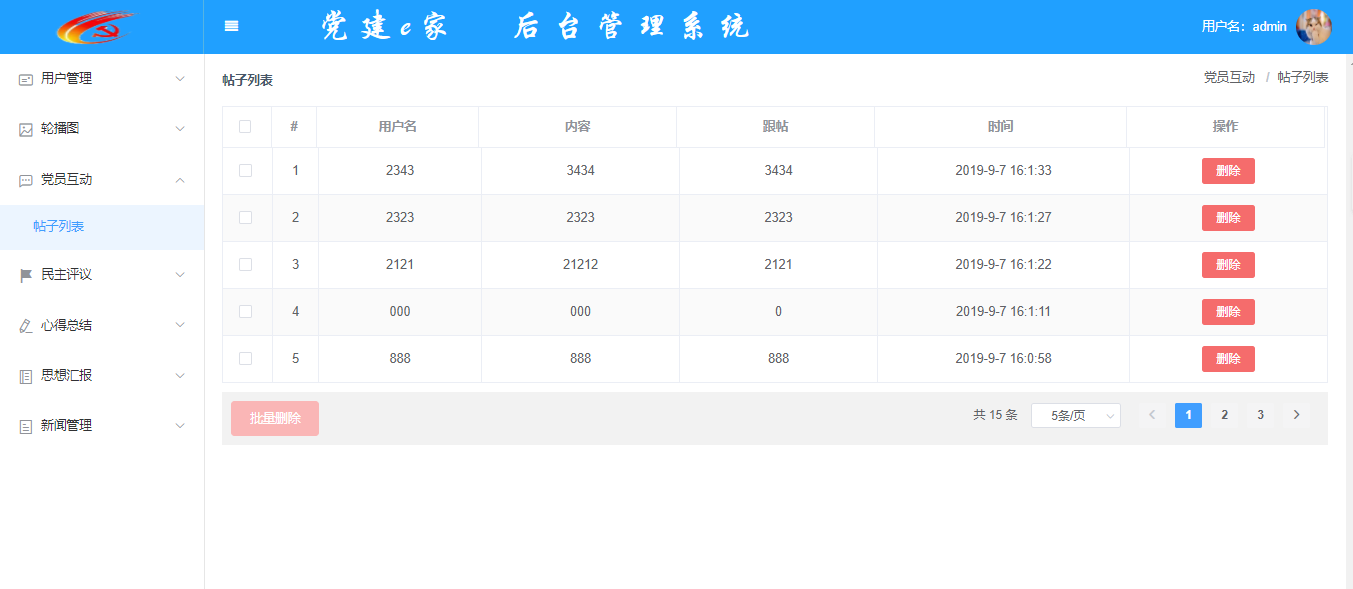 党建e家 后台管理系统
用户名：admin
用户管理
轮播图
党员互动
帖子列表
民主评议
心得总结
思想汇报
新闻管理
帖子列表
党员互动 / 帖子列表
# 用户名 内容 跟帖 时间 操作
1 2343 3434 3434 2019-9-7 16:1:33 删除
2 2323 2323 2323 2019-9-7 16:1:27 删除
3 2121 21212 2121 2019-9-7 16:1:22 删除
4 000 000 0 2019-9-7 16:1:11 删除
5 888 888 888 2019-9-7 16:0:58 删除
批量删除 共 15 条 5条/页 1 2 3